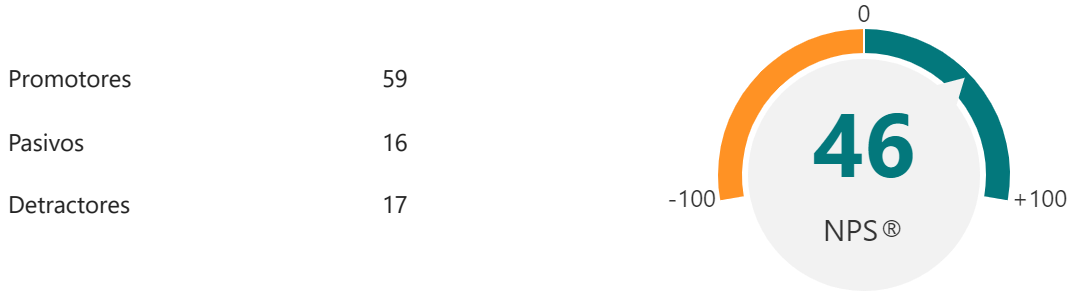 Promotores 59
Pasivos 16
Detractores 17
0
-100
+100
46
NPS®